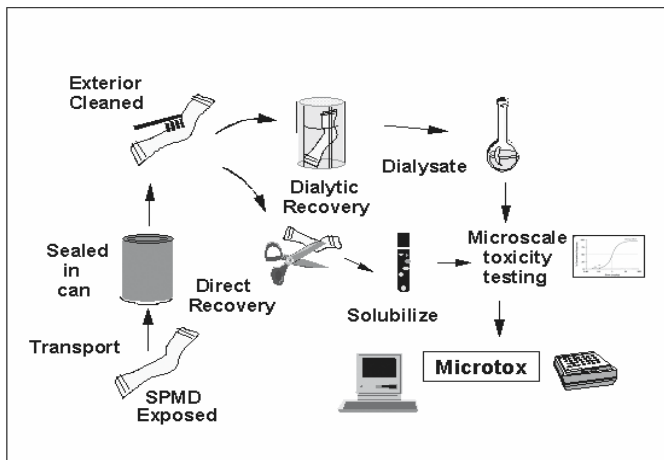 Exterior
Cleaned
Dialytic
Recovery
Dialysate
Sealed
in
can
Direct
Recovery
Solubilize
Microscale
toxicity
testing
Transport
SPMD
Exposed
Microtox